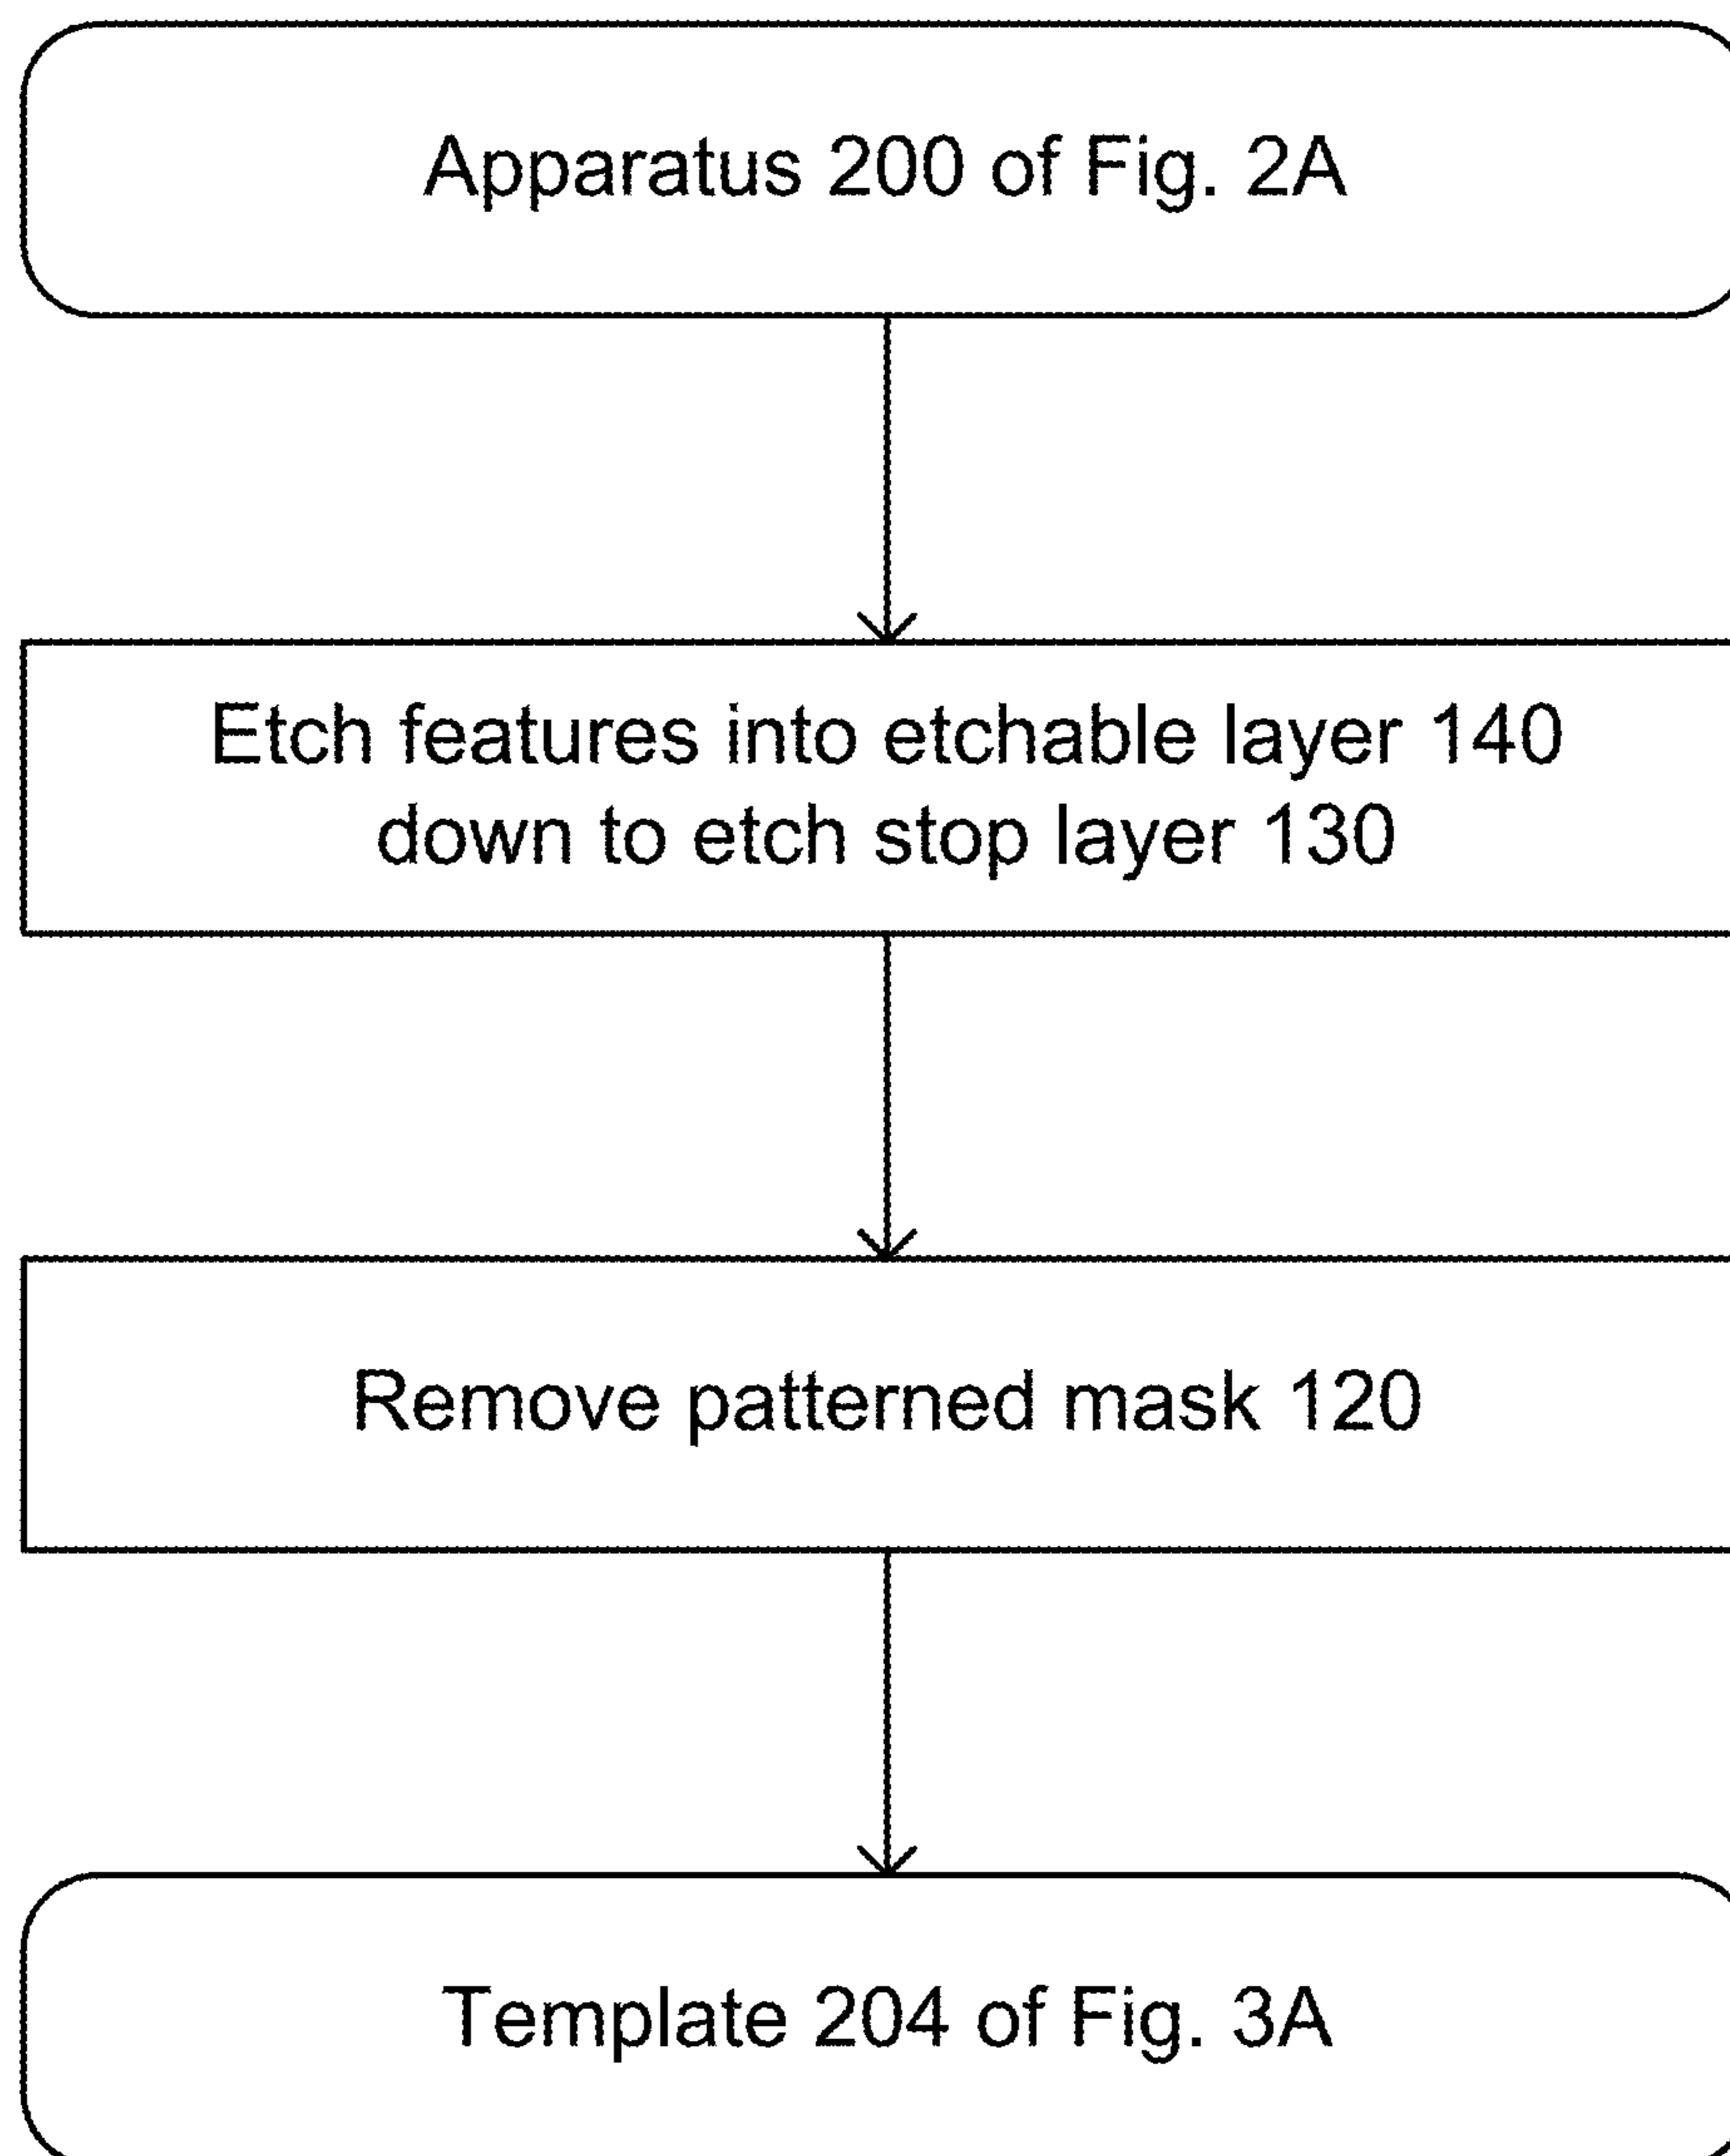 Apparatus 200 of Fig. 2A
Etch features into etchable layer 140
down to etch stop layer 130
Remove patterned mask 120
Template 204 of Fig. 3A